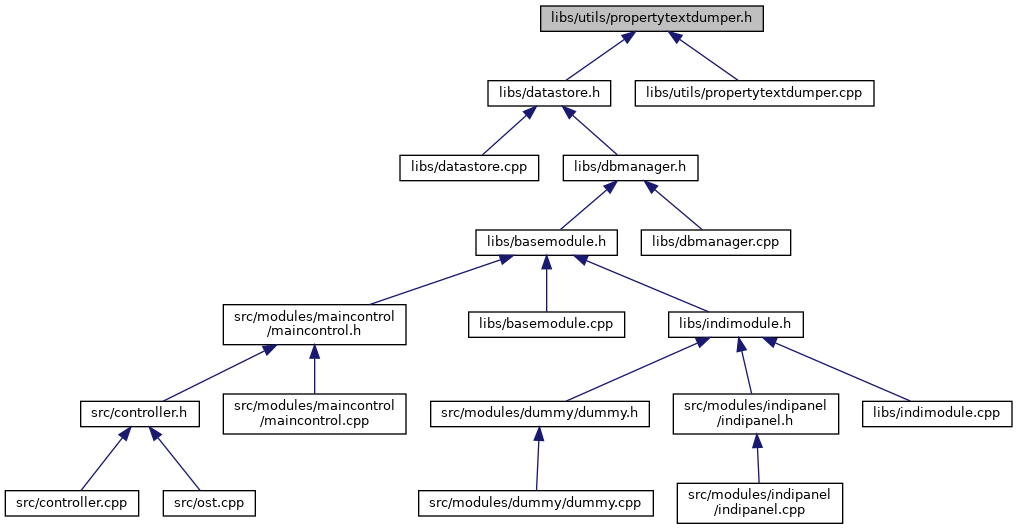 libs/utils/propertytextdumper.h
libs/datastore.h
libs/utils/propertytextdumper.cpp
libs/datastore.cpp
libs/dbmanager.h
libs/basemodule.h
libs/dbmanager.cpp
src/modules/maincontrol
/maincontrol.h
libs/basemodule.cpp
libs/indimodule.h
src/controller.h
src/modules/maincontrol
/maincontrol.cpp
src/modules/dummy/dummy.h
src/modules/indipanel
/indipanel.h
libs/indimodule.cpp
src/controller.cpp
src/ost.cpp
src/modules/dummy/dummy.cpp
src/modules/indipanel
/indipanel.cpp